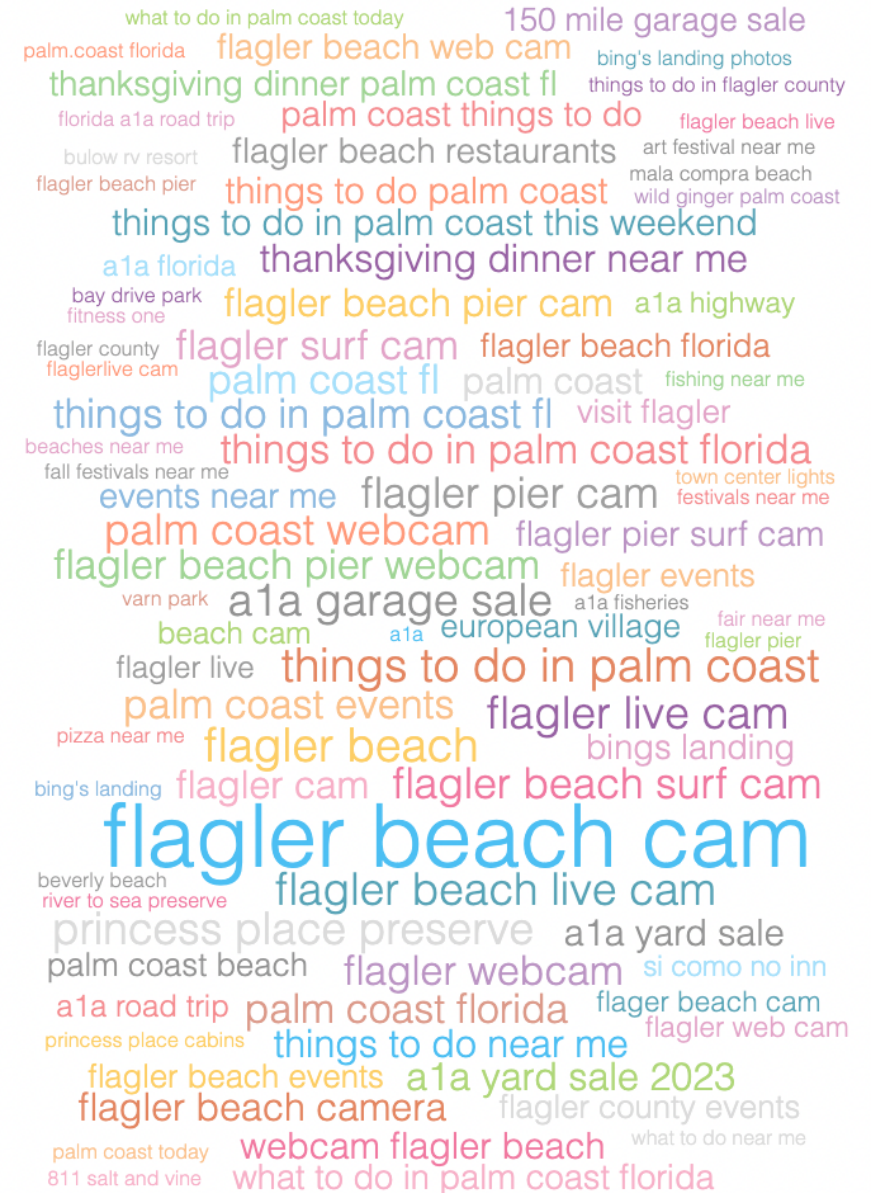 what to do in palm coast today
150 mile garage sale
palm.coast florida
flagler beach web cam
bing's landing photos
thanksgiving dinner palm coast fl
things to do in flagler county
florida a1a road trip
palm coast things to do
flagler beach live
bulow rv resort
flagler beach restaurants
art festival near me
mala compra beach
flagler beach pier
things to do palm coast
wild ginger palm coast
things to do in palm coast this weekend
a1a florida
thanksgiving dinner near me
bay drive park
flagler beach pier cam
a1a highway
fitness one
flagler county
flagler surf cam
flagler beach florida
flaglerlive cam
palm coast fl
palm coast
fishing near me
things to do in palm coast fl
visit flagler
beaches near me
things to do in palm coast florida
fall festivals near me
town center lights
events near me
flagler pier cam
festivals near me
palm coast webcam
flagler pier surf cam
flagler beach pier webcam
flagler events
varn park
a1a garage sale
a1a fisheries
fair near me
beach cam
a1a
european village
flagler pier
flagler live
things to do in palm coast
palm coast events
flagler live cam
pizza near me
flagler beach
bings landing
bing's landing
flagler cam
flagler beach surf cam
flagler beach cam
beverly beach
flagler beach live cam
river to sea preserve
princess place preserve
a1a yard sale
palm coast beach
flagler webcam
si como no inn
a1a road trip
palm coast florida
flager beach cam
flagler web cam
princess place cabins
things to do near me
flagler beach events
a1a yard sale 2023
flagler beach camera
flagler county events
palm coast today
webcam flagler beach
what to do near me
811 salt and vine
what to do in palm coast florida